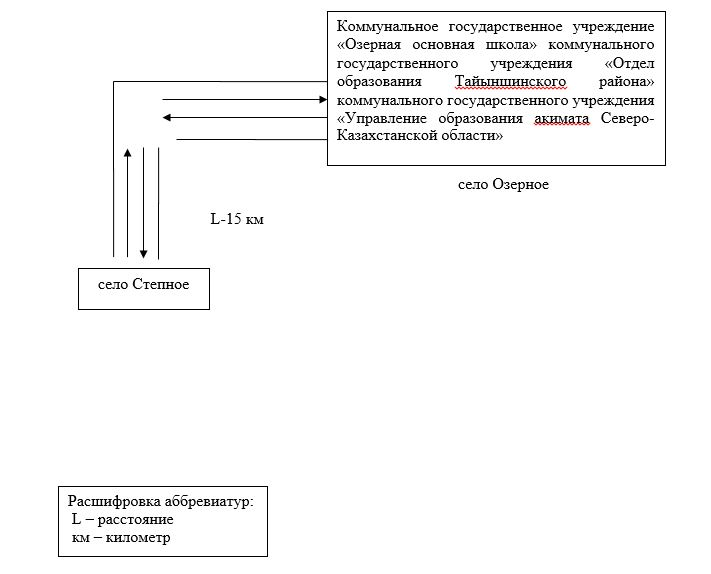 Коммунальное государственное учреждение
«Озерная основная школа» коммунального
государственного учреждения «Отдел
образования Тайыншинского района»
коммунального государственного учреждения
«Управление образования акимата Северо-
Казахстанской области»
село Озерное
L-15 км
село Степное
Расшифровка аббревиатур:
L – расстояние
км – километр